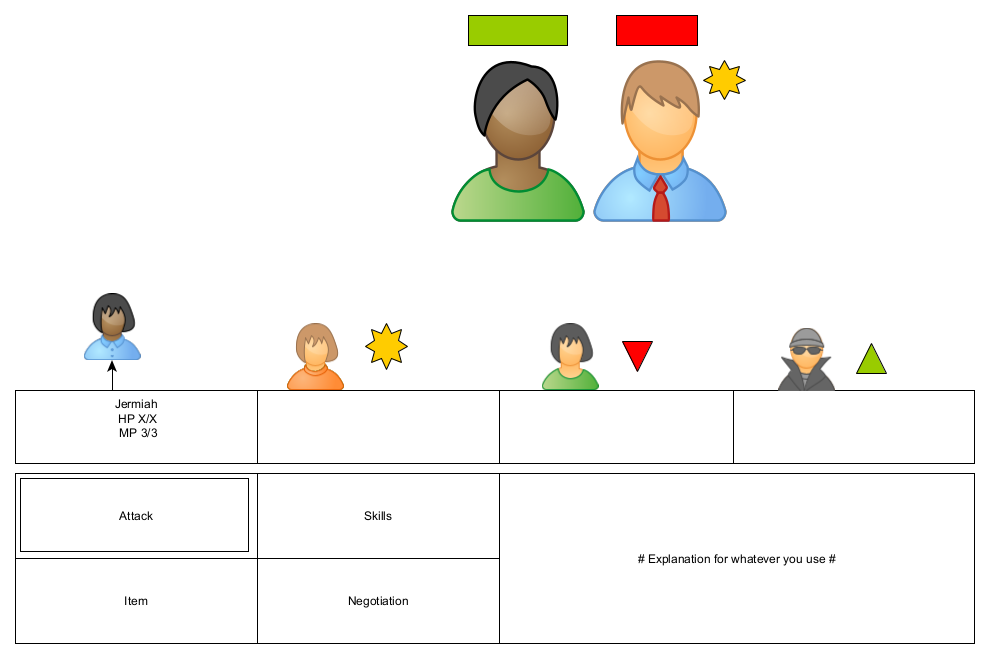 Jermiah
HP X/X
MP 3/3
Attack
Skills
# Explanation for whatever you use #
Item
Negotiation